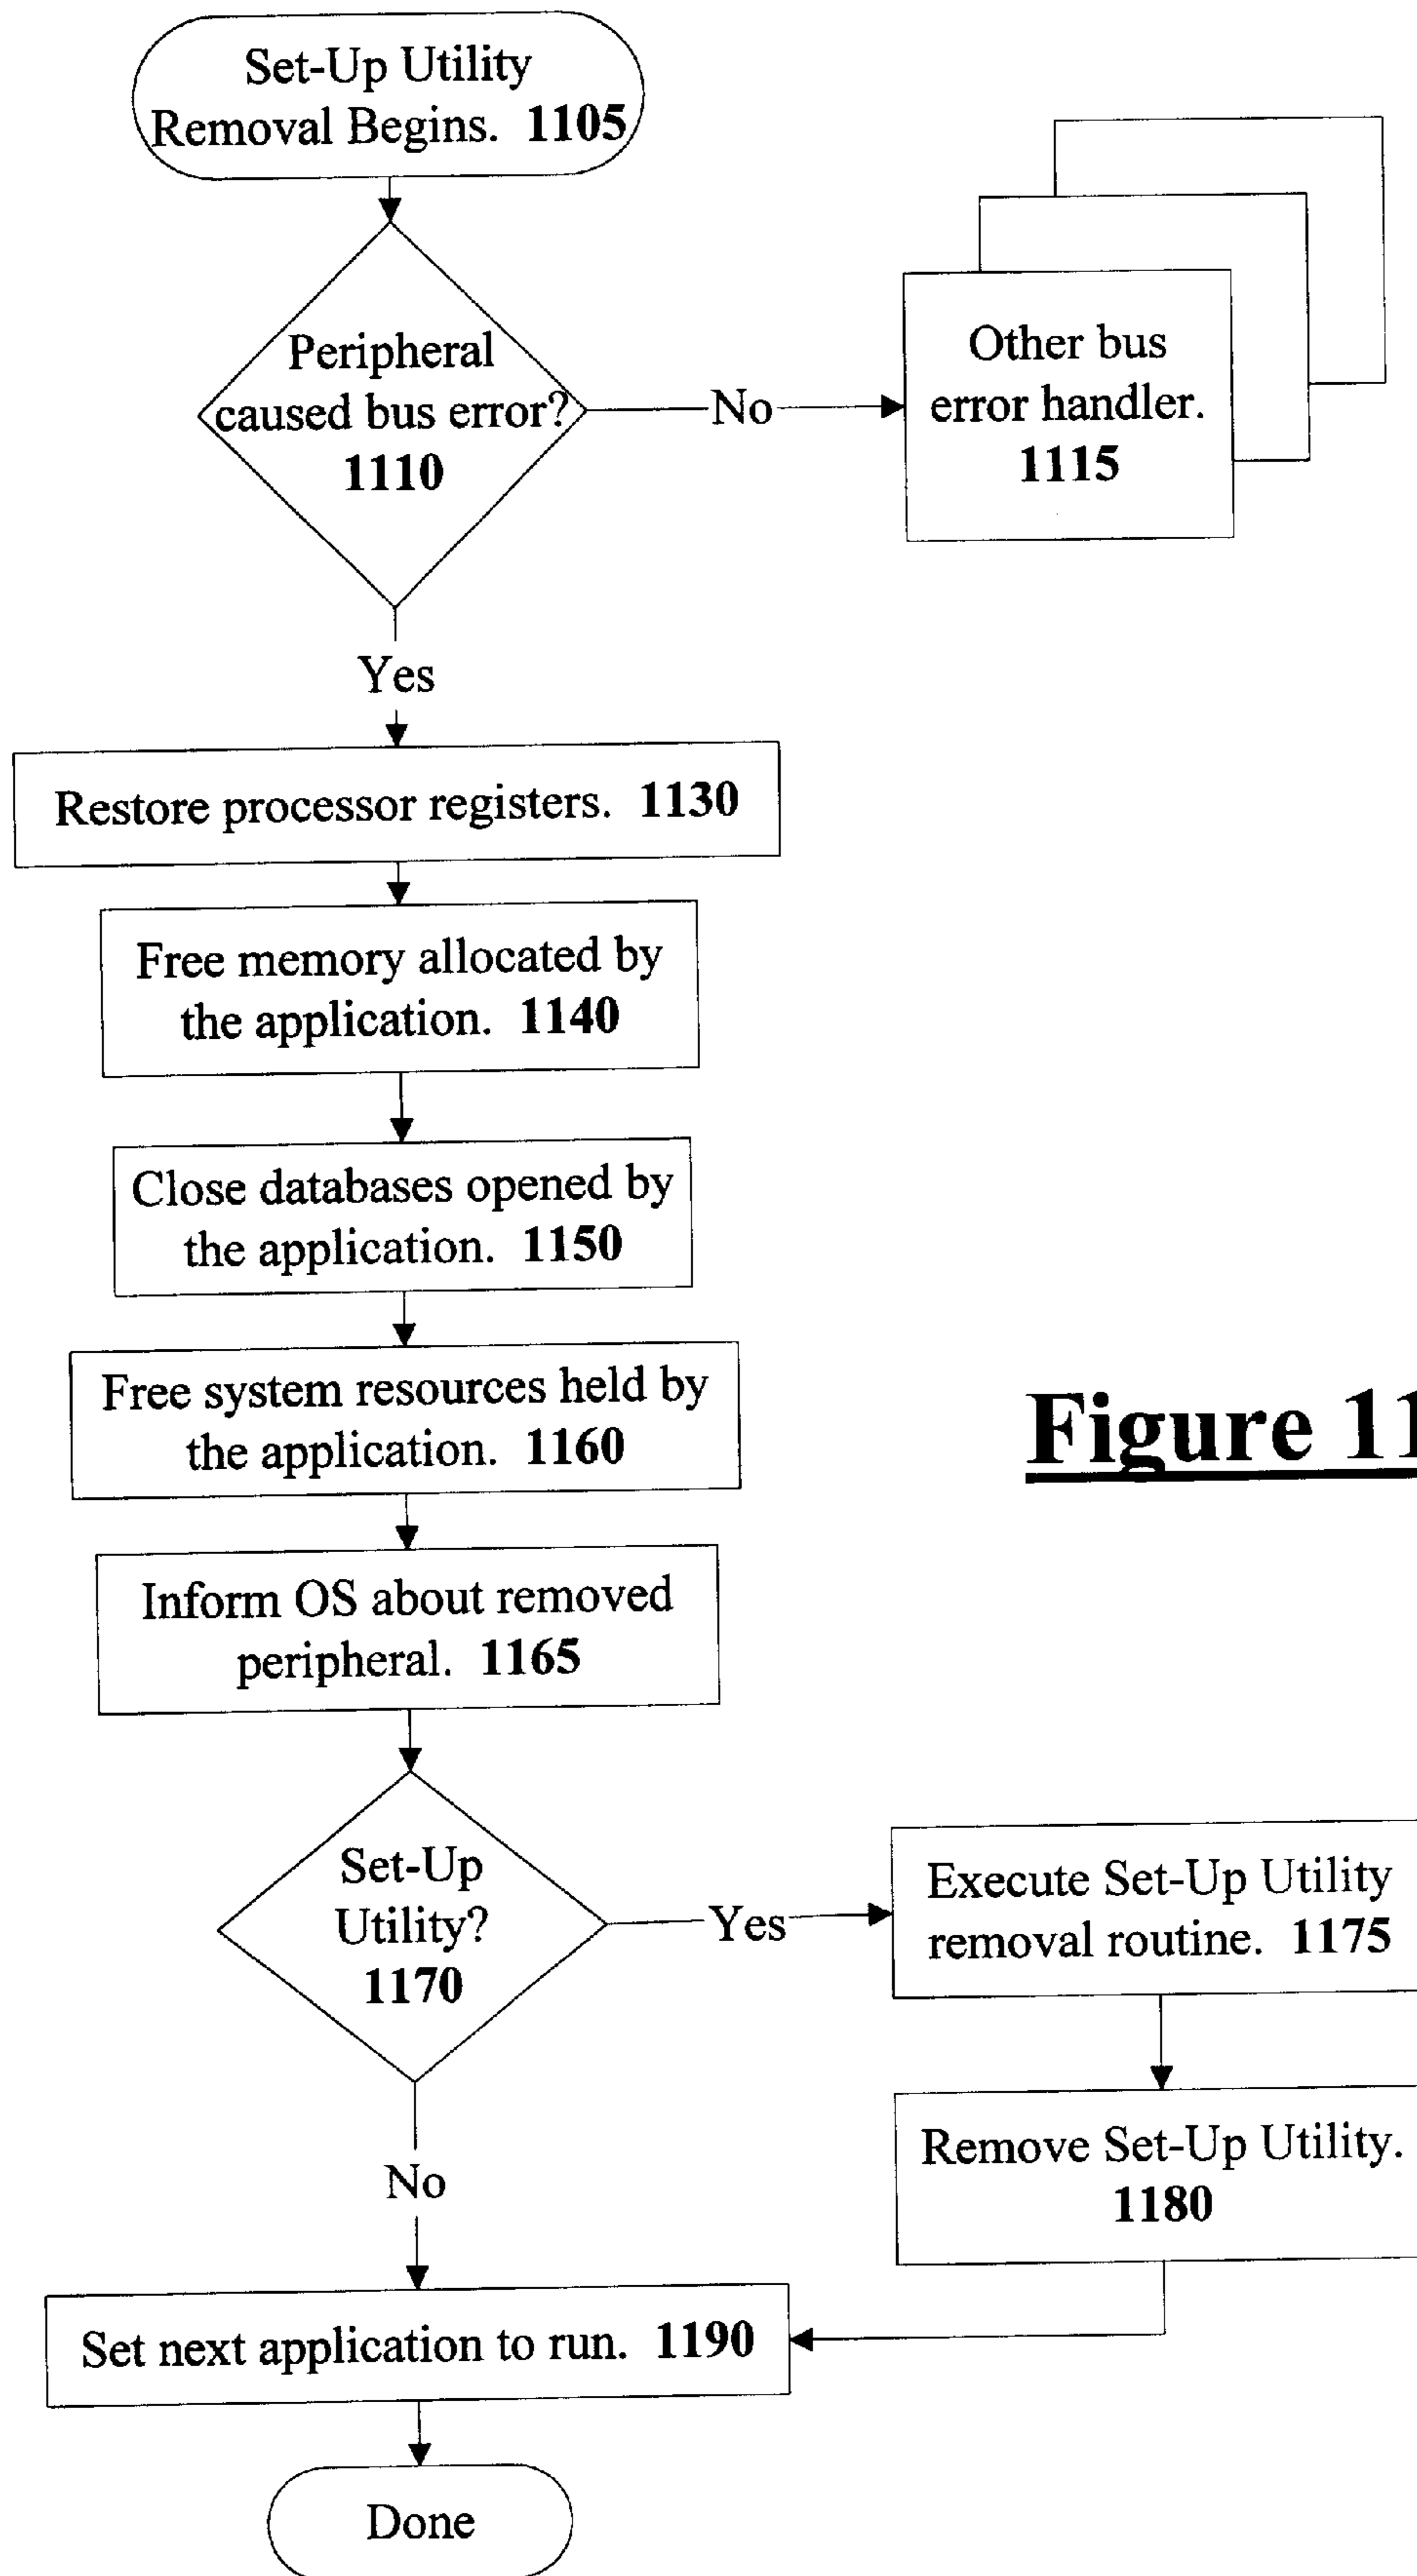 Set-Up Utility
Removal Begins. 1105
Peripheral
caused bus error?
1110
No
Other bus
error handler.
1115
Yes
Restore processor registers. 1130
Free memory allocated by
the application. 1140
Close databases opened by
the application. 1150
Free system resources held by
the application. 1160
Figure 11
Inform OS about removed
peripheral. 1165
Set-Up
Utility?
1170
Yes
Execute Set-Up Utility
removal routine. 1175
Remove Set-Up Utility.
1180
No
Set next application to run. 1190
Done